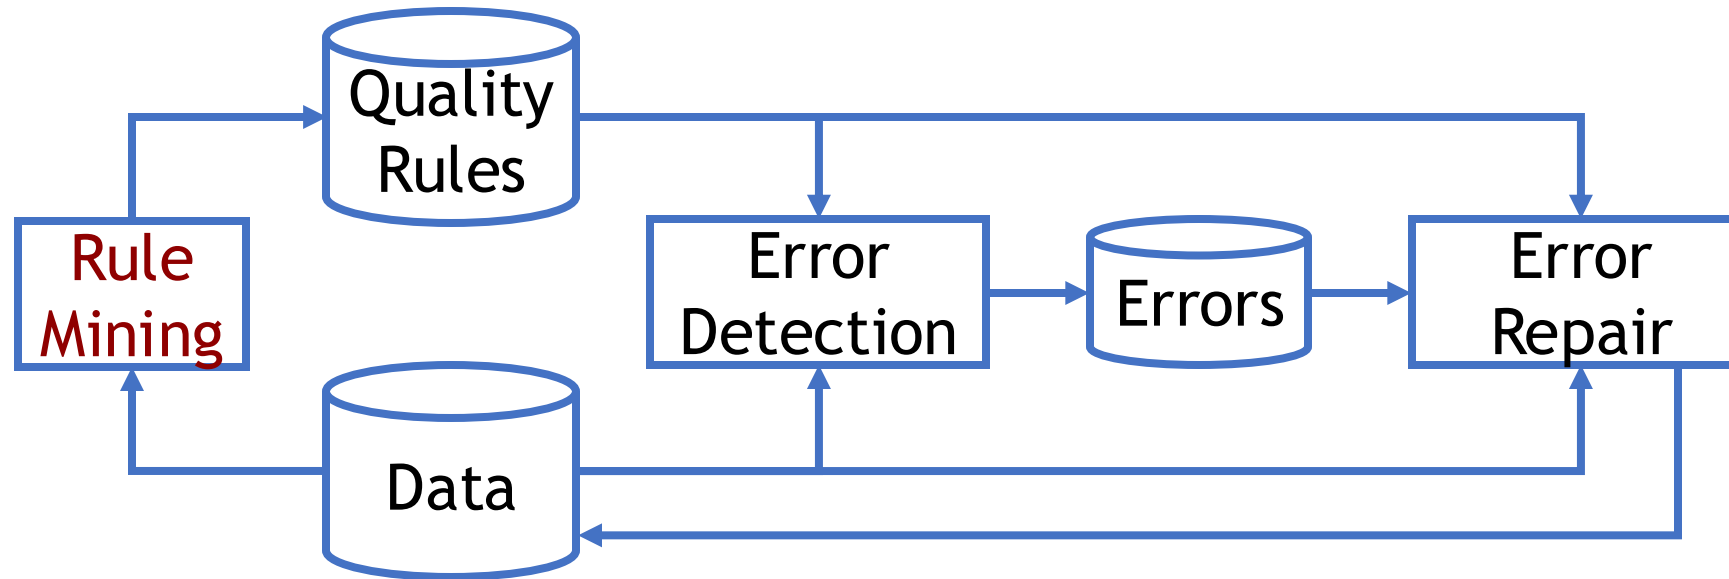 Quality
Rules
Rule
Mining
Error
Detection
Errors
Error
Repair
Data